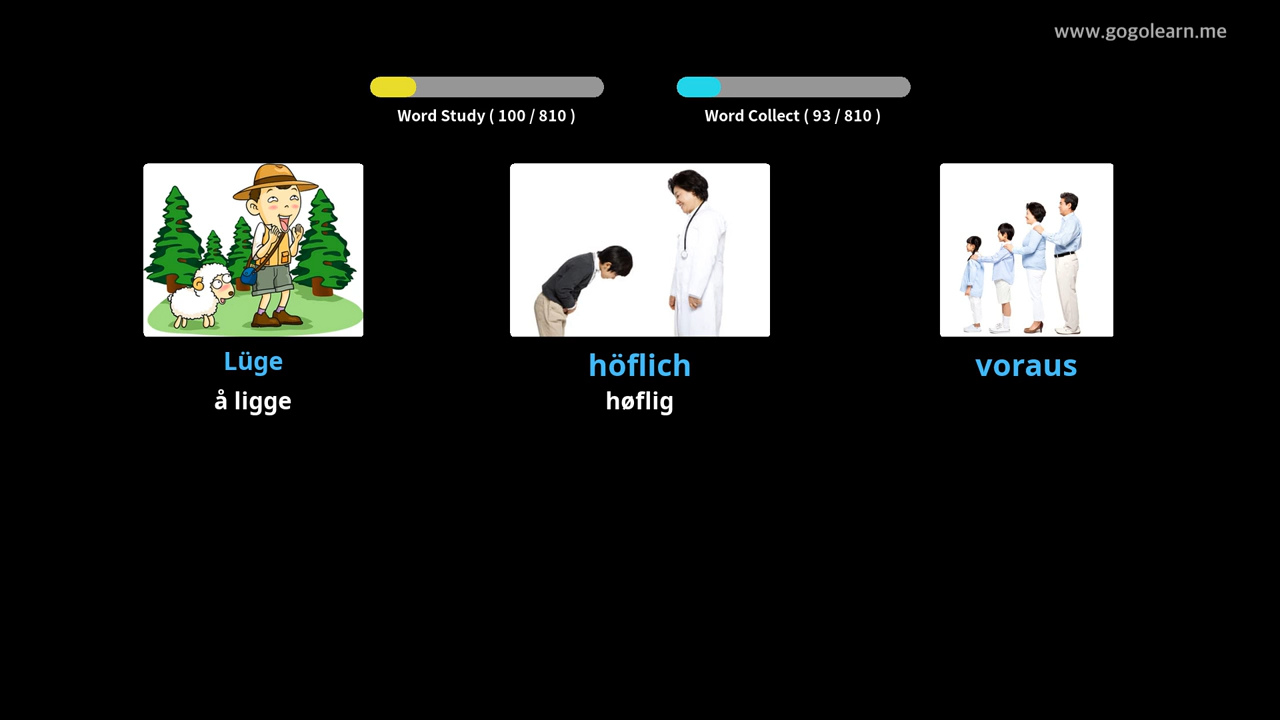 www.gogolearn.me
Word Study ( 100 / 810 )
Word Collect ( 93 / 810 )
Lüge
å ligge
höflich
høflig
voraus